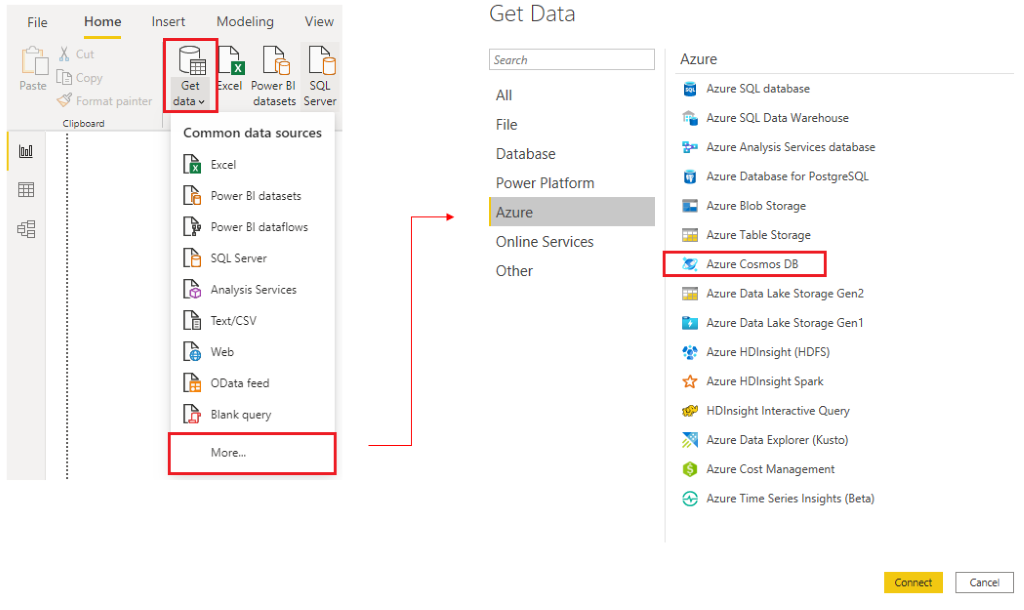 File Home Insert Modeling View
Paste
Cut
Copy
Format painter
Clipboard
Get data
Excel
Power BI datasets
SQL Server
Common data sources
Excel
Power BI datasets
Power BI dataflows
SQL Server
Analysis Services
Text/CSV
Web
OData feed
Blank query
More...
Get Data
Search
All
File
Database
Power Platform
Azure
Online Services
Other
Azure
Azure SQL database
Azure SQL Data Warehouse
Azure Analysis Services database
Azure Database for PostgreSQL
Azure Blob Storage
Azure Table Storage
Azure Cosmos DB
Azure Data Lake Storage Gen2
Azure Data Lake Storage Gen1
Azure HDInsight (HDFS)
Azure HDInsight Spark
HDInsight Interactive Query
Azure Data Explorer (Kusto)
Azure Cost Management
Azure Time Series Insights (Beta)
Connect Cancel